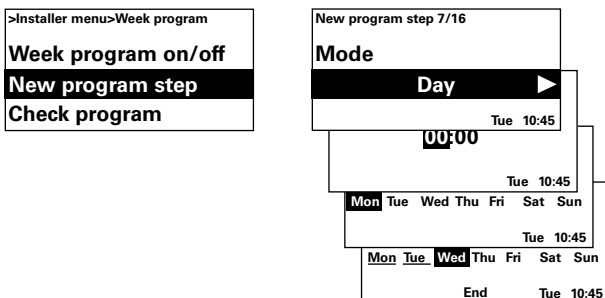 >Installer menu>Week program
Week program on/off
New program step
Check program
New program step 7/16
Mode
Day
Tue 10:45
00:00
Tue 10:45
Mon Tue Wed Thu Fri Sat Sun
Tue 10:45
Mon Tue Wed Thu Fri Sat Sun
End Tue 10:45